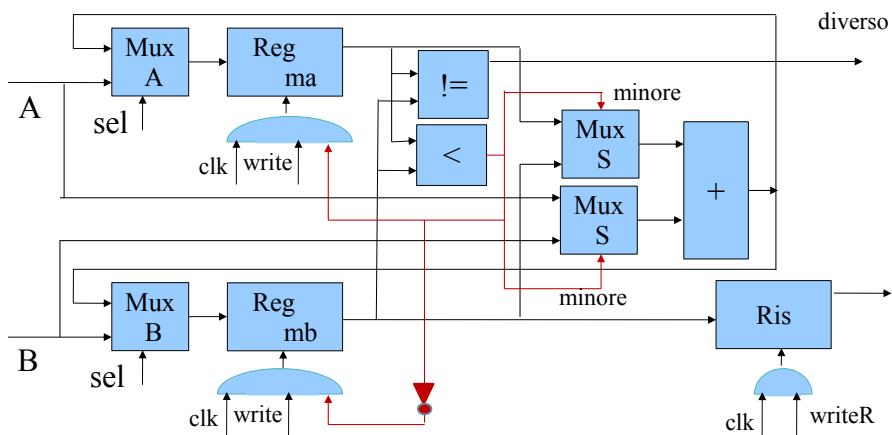 diverso
Mux
A
Reg
ma
!=
A
sel
minore
clk
write
<
Mux
S
+
Mux
S
minore
Mux
B
Reg
mb
Ris
B
sel
clk
write
clk
writeR